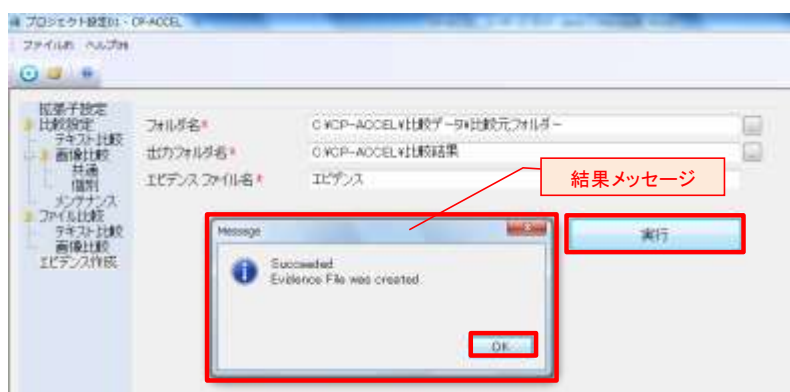 プロジェクト設定01 - CP-ACCEL
ファイル(F) ヘルプ(H)
拡張子設定
比較設定
テキスト比較
画像比較
共通
個別
メンテナンス
ファイル比較
テキスト比較
画像比較
エビデンス作成
フォルダ名*
C:¥CP-ACCEL¥比較データ¥比較元フォルダー
出力フォルダ名*
C:¥CP-ACCEL¥比較結果
エビデンス ファイル名*
エビデンス
結果メッセージ
実行
Message
Succeeded
Evidence File was created.
OK